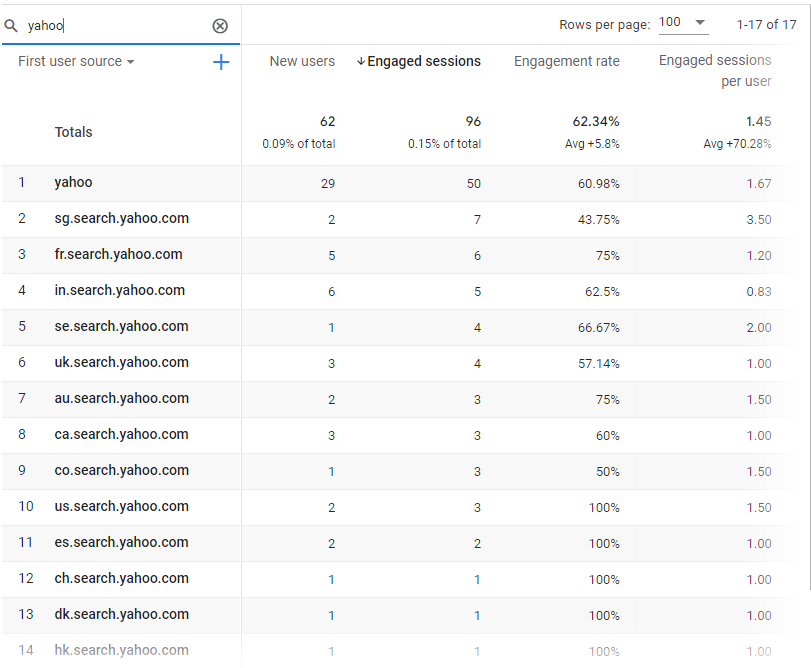 yahoo
Rows per page: 100 1-17 of 17
First user source + New users ↓ Engaged sessions Engagement rate Engaged sessions per user
Totals 62 96 62.34% 1.45
0.09% of total 0.15% of total Avg +5.8% Avg +70.28%
1 yahoo 29 50 60.98% 1.67
2 sg.search.yahoo.com 2 7 43.75% 3.50
3 fr.search.yahoo.com 5 6 75% 1.20
4 in.search.yahoo.com 6 5 62.5% 0.83
5 se.search.yahoo.com 1 4 66.67% 2.00
6 uk.search.yahoo.com 3 4 57.14% 1.00
7 au.search.yahoo.com 2 3 75% 1.50
8 ca.search.yahoo.com 3 3 60% 1.00
9 co.search.yahoo.com 1 3 50% 1.50
10 us.search.yahoo.com 2 3 100% 1.50
11 es.search.yahoo.com 2 2 100% 1.00
12 ch.search.yahoo.com 1 1 100% 1.00
13 dk.search.yahoo.com 1 1 100% 1.00
14 hk.search.yahoo.com 1 1 100% 1.00